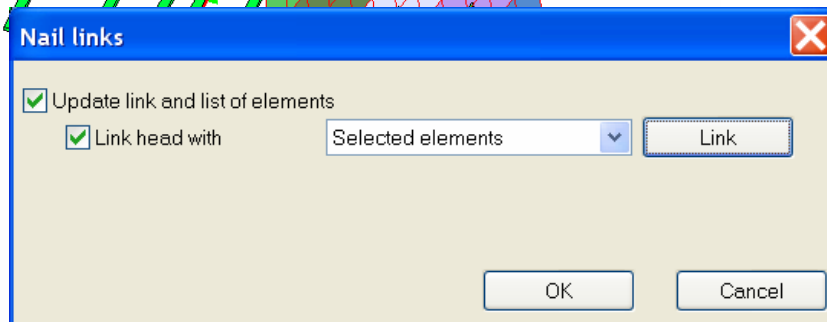 Nail links
Update link and list of elements
Link head with Selected elements Link
OK Cancel